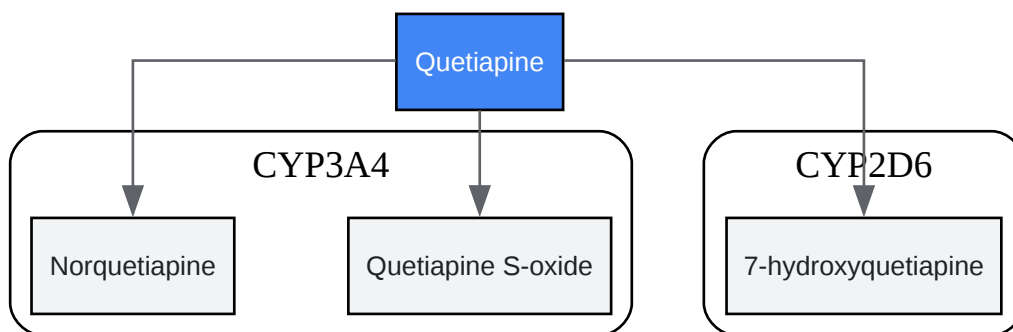 Quetiapine
CYP3A4
CYP2D6
Norquetiapine
Quetiapine S-oxide
7-hydroxyquetiapine